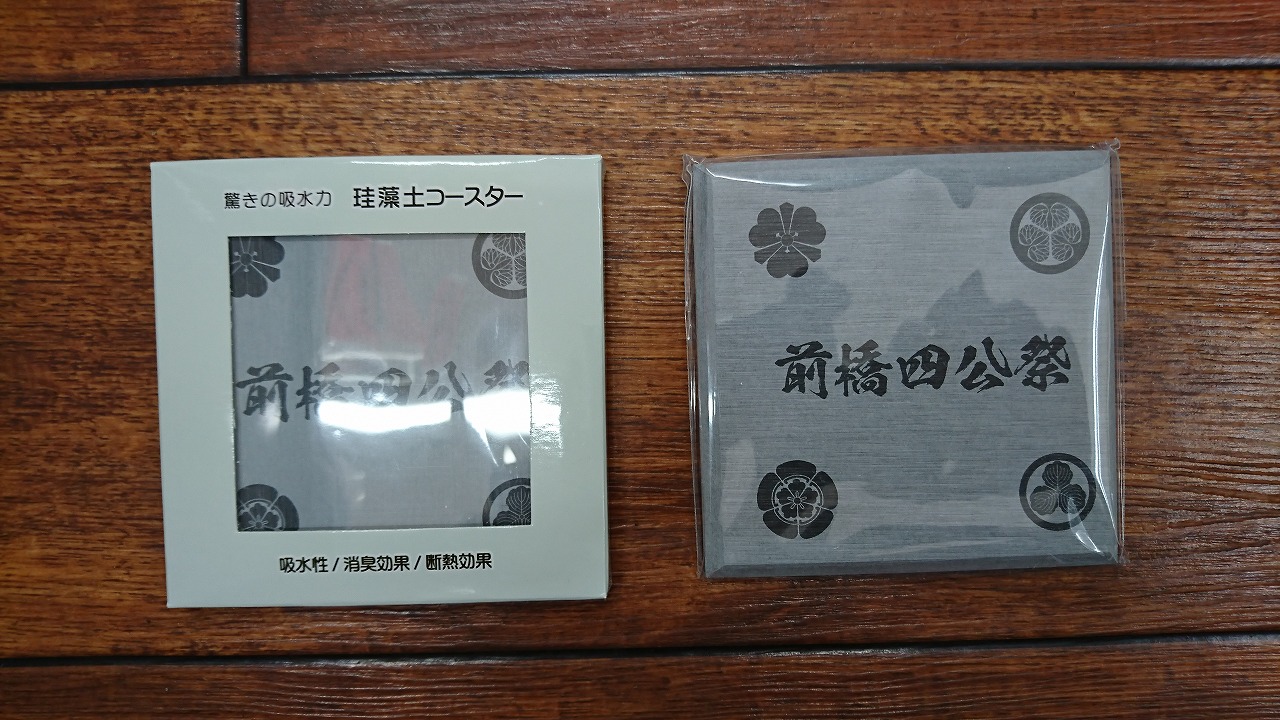 驚きの吸水力 珪藻土コースター
前橋四公祭
吸水性/消臭効果/断熱効果
前橋四公祭